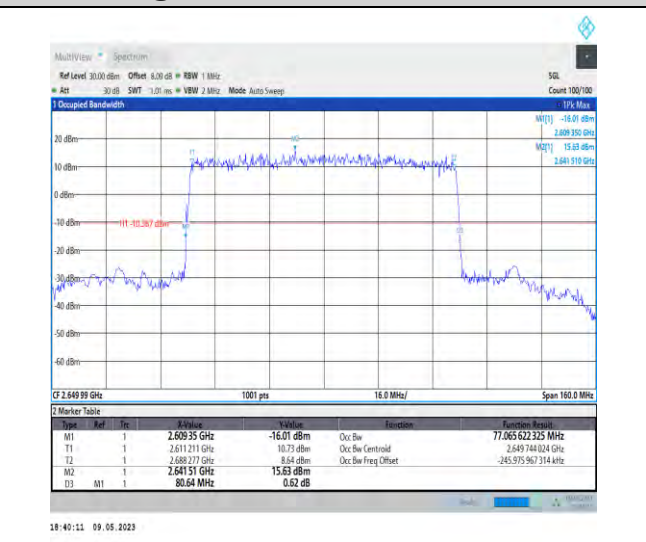 MultiView Spectrum
Ref Level 30.00 dBm Offset 8.00 dB RBW 1 MHz SGL
Att 30 dB SWT 1.01 ms VBW 2 MHz Mode Auto Sweep Count 100/100
1 Occupied Bandwidth 1Pk Max
M1[1] -16.01 dBm
2.609 350 GHz
M2[1] 15.63 dBm
2.641 510 GHz
20 dBm
10 dBm
0 dBm
-10 dBm
H1 -10.367 dBm
-20 dBm
-30 dBm
-40 dBm
-50 dBm
-60 dBm
M1
M2
T1
T2
D3
CF 2.649 99 GHz 1001 pts 16.0 MHz/ Span 160.0 MHz
2 Marker Table
Type Ref Trc X-Value Y-Value Function Function Result
M1 1 2.609 35 GHz -16.01 dBm Occ Bw 77.065 622 325 MHz
T1 1 2.611 211 GHz 10.73 dBm Occ Bw Centroid 2.649 744 024 GHz
T2 1 2.688 277 GHz 8.64 dBm Occ Bw Freq Offset -245.975 967 314 kHz
M2 1 2.641 51 GHz 15.63 dBm
D3 M1 1 80.64 MHz 0.62 dB
18:40:11 09.05.2023